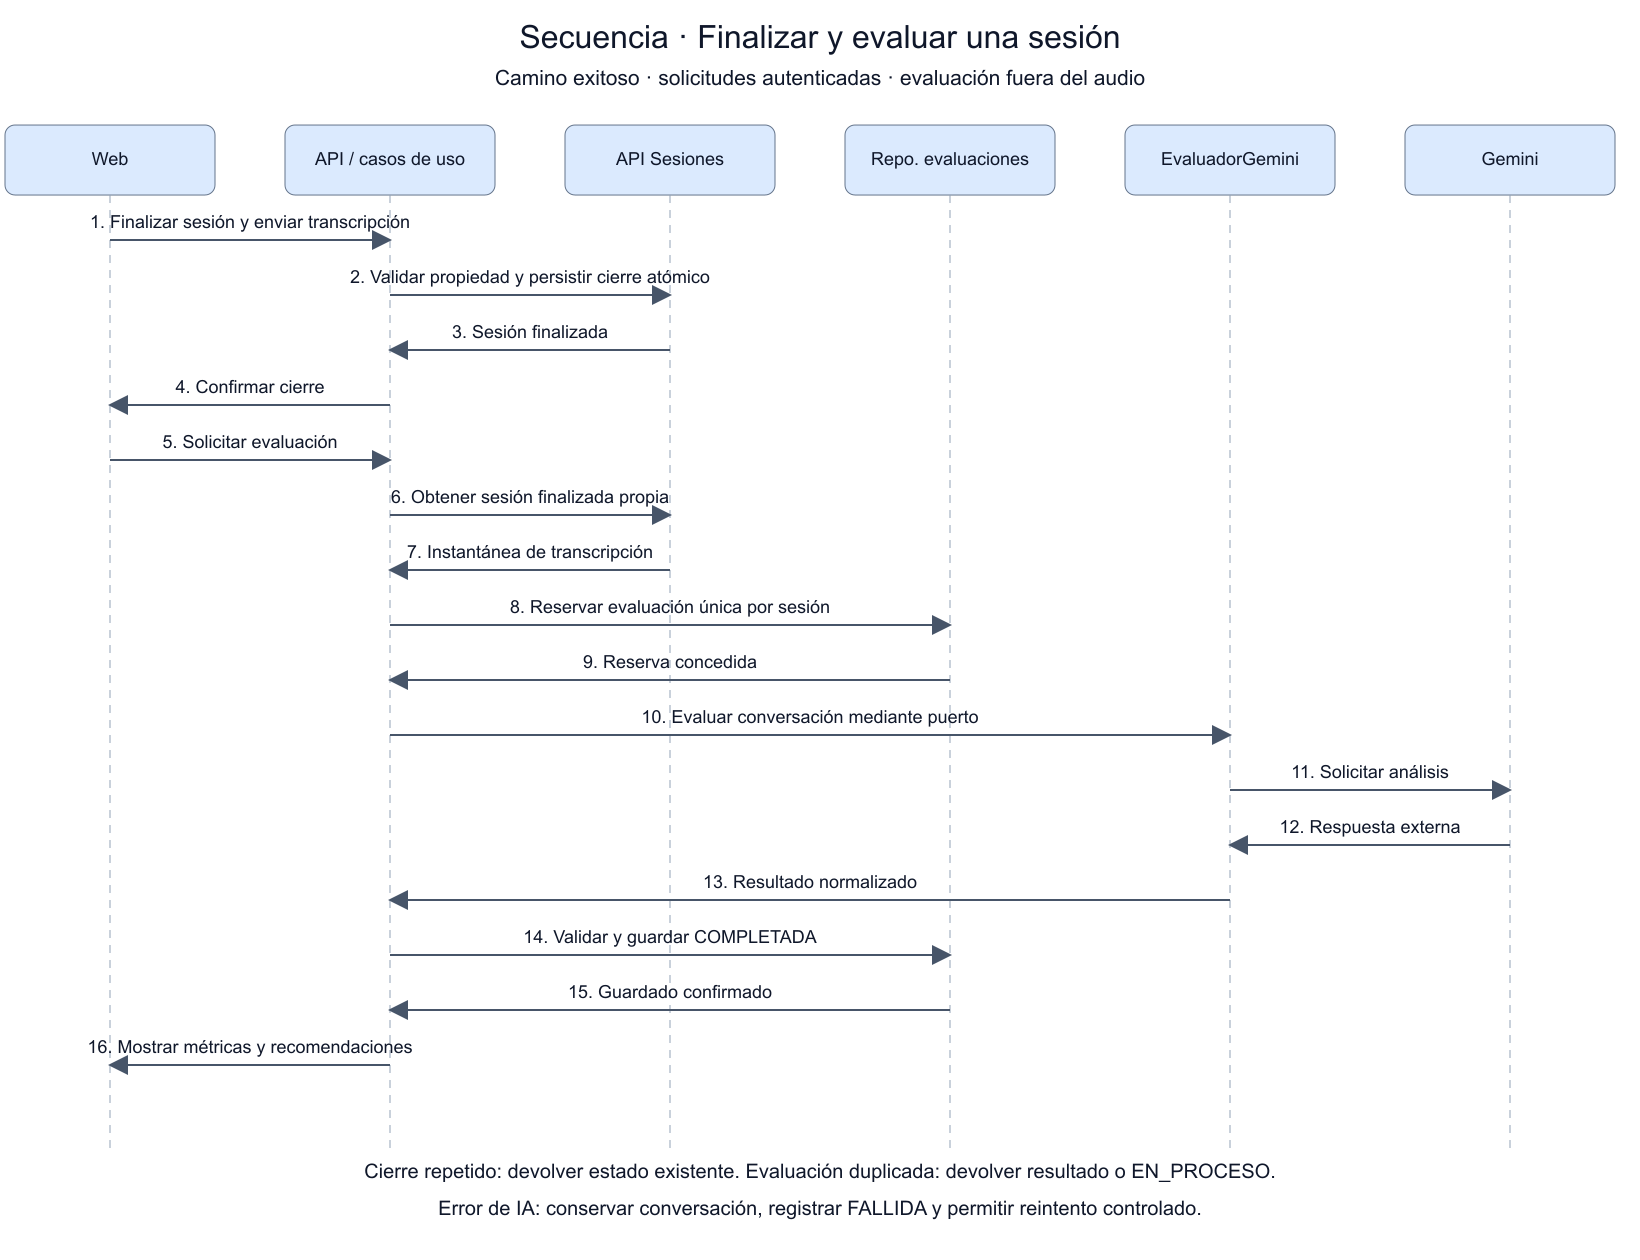 Secuencia · Finalizar y evaluar una sesión
Camino exitoso · solicitudes autenticadas · evaluación fuera del audio
Web
API / casos de uso
API Sesiones
Repo. evaluaciones
EvaluadorGemini
Gemini
1. Finalizar sesión y enviar transcripción
2. Validar propiedad y persistir cierre atómico
3. Sesión finalizada
4. Confirmar cierre
5. Solicitar evaluación
6. Obtener sesión finalizada propia
7. Instantánea de transcripción
8. Reservar evaluación única por sesión
9. Reserva concedida
10. Evaluar conversación mediante puerto
11. Solicitar análisis
12. Respuesta externa
13. Resultado normalizado
14. Validar y guardar COMPLETADA
15. Guardado confirmado
16. Mostrar métricas y recomendaciones
Cierre repetido: devolver estado existente. Evaluación duplicada: devolver resultado o EN_PROCESO.
Error de IA: conservar conversación, registrar FALLIDA y permitir reintento controlado.